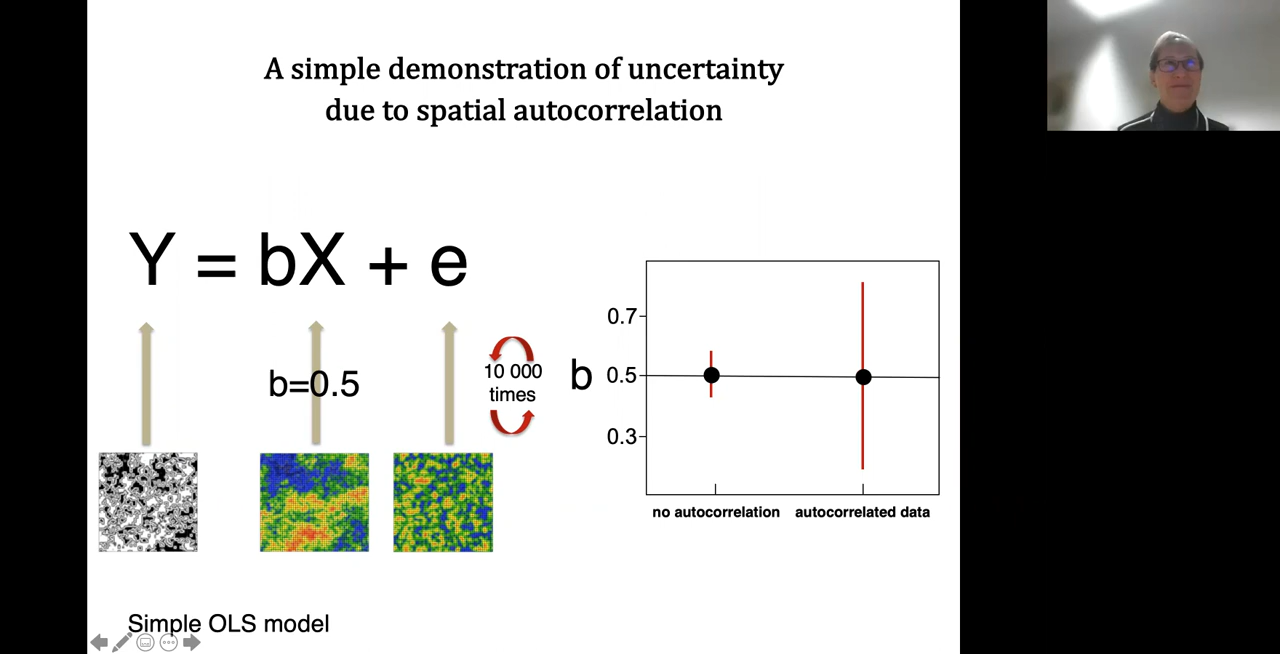 A simple demonstration of uncertainty
due to spatial autocorrelation
Y = bX + e
b=0.5
10 000
times
b
0.7
0.5
0.3
no autocorrelation
autocorrelated data
Simple OLS model